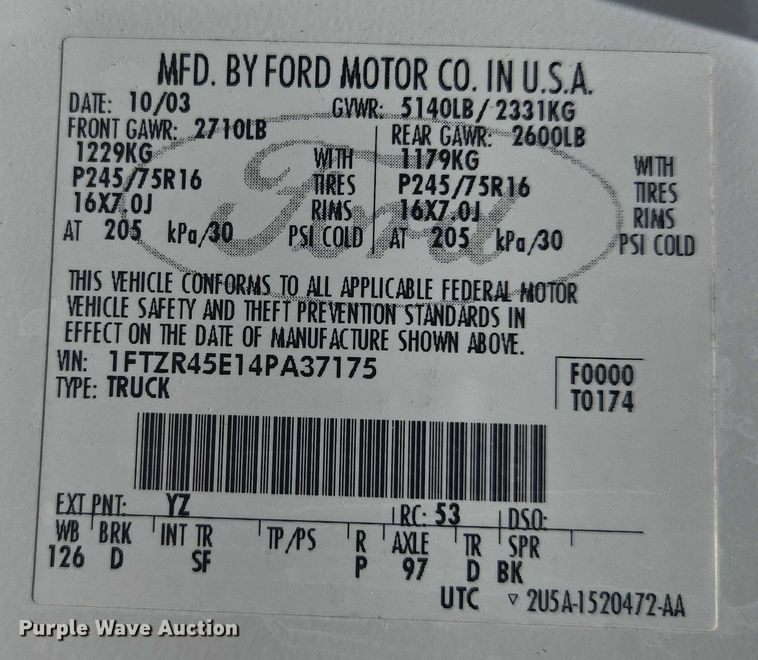 MFD. BY FORD MOTOR CO. IN U.S.A.
DATE: 10/03 GVWR: 5140LB/ 2331KG
FRONT GAWR: 2710LB REAR GAWR: 2600LB
1229KG WITH 1179KG WITH
P245/75R16 TIRES P245/75R16 TIRES
16X7.0J RIMS 16X7.0J RIMS
AT 205 kPa/30 PSI COLD AT 205 kPa/30 PSI COLD
Ford
THIS VEHICLE CONFORMS TO ALL APPLICABLE FEDERAL MOTOR
VEHICLE SAFETY AND THEFT PREVENTION STANDARDS IN
EFFECT ON THE DATE OF MANUFACTURE SHOWN ABOVE.
VIN: 1FTZR45E14PA37175
TYPE: TRUCK
F0000
T0174
EXT PNT: YZ RC: 53 DSO:
WB BRK INT TR TP/PS R AXLE TR SPR
126 D SF P 97 D BK
UTC ▿ 2U5A-1520472-AA
Purple Wave Auction